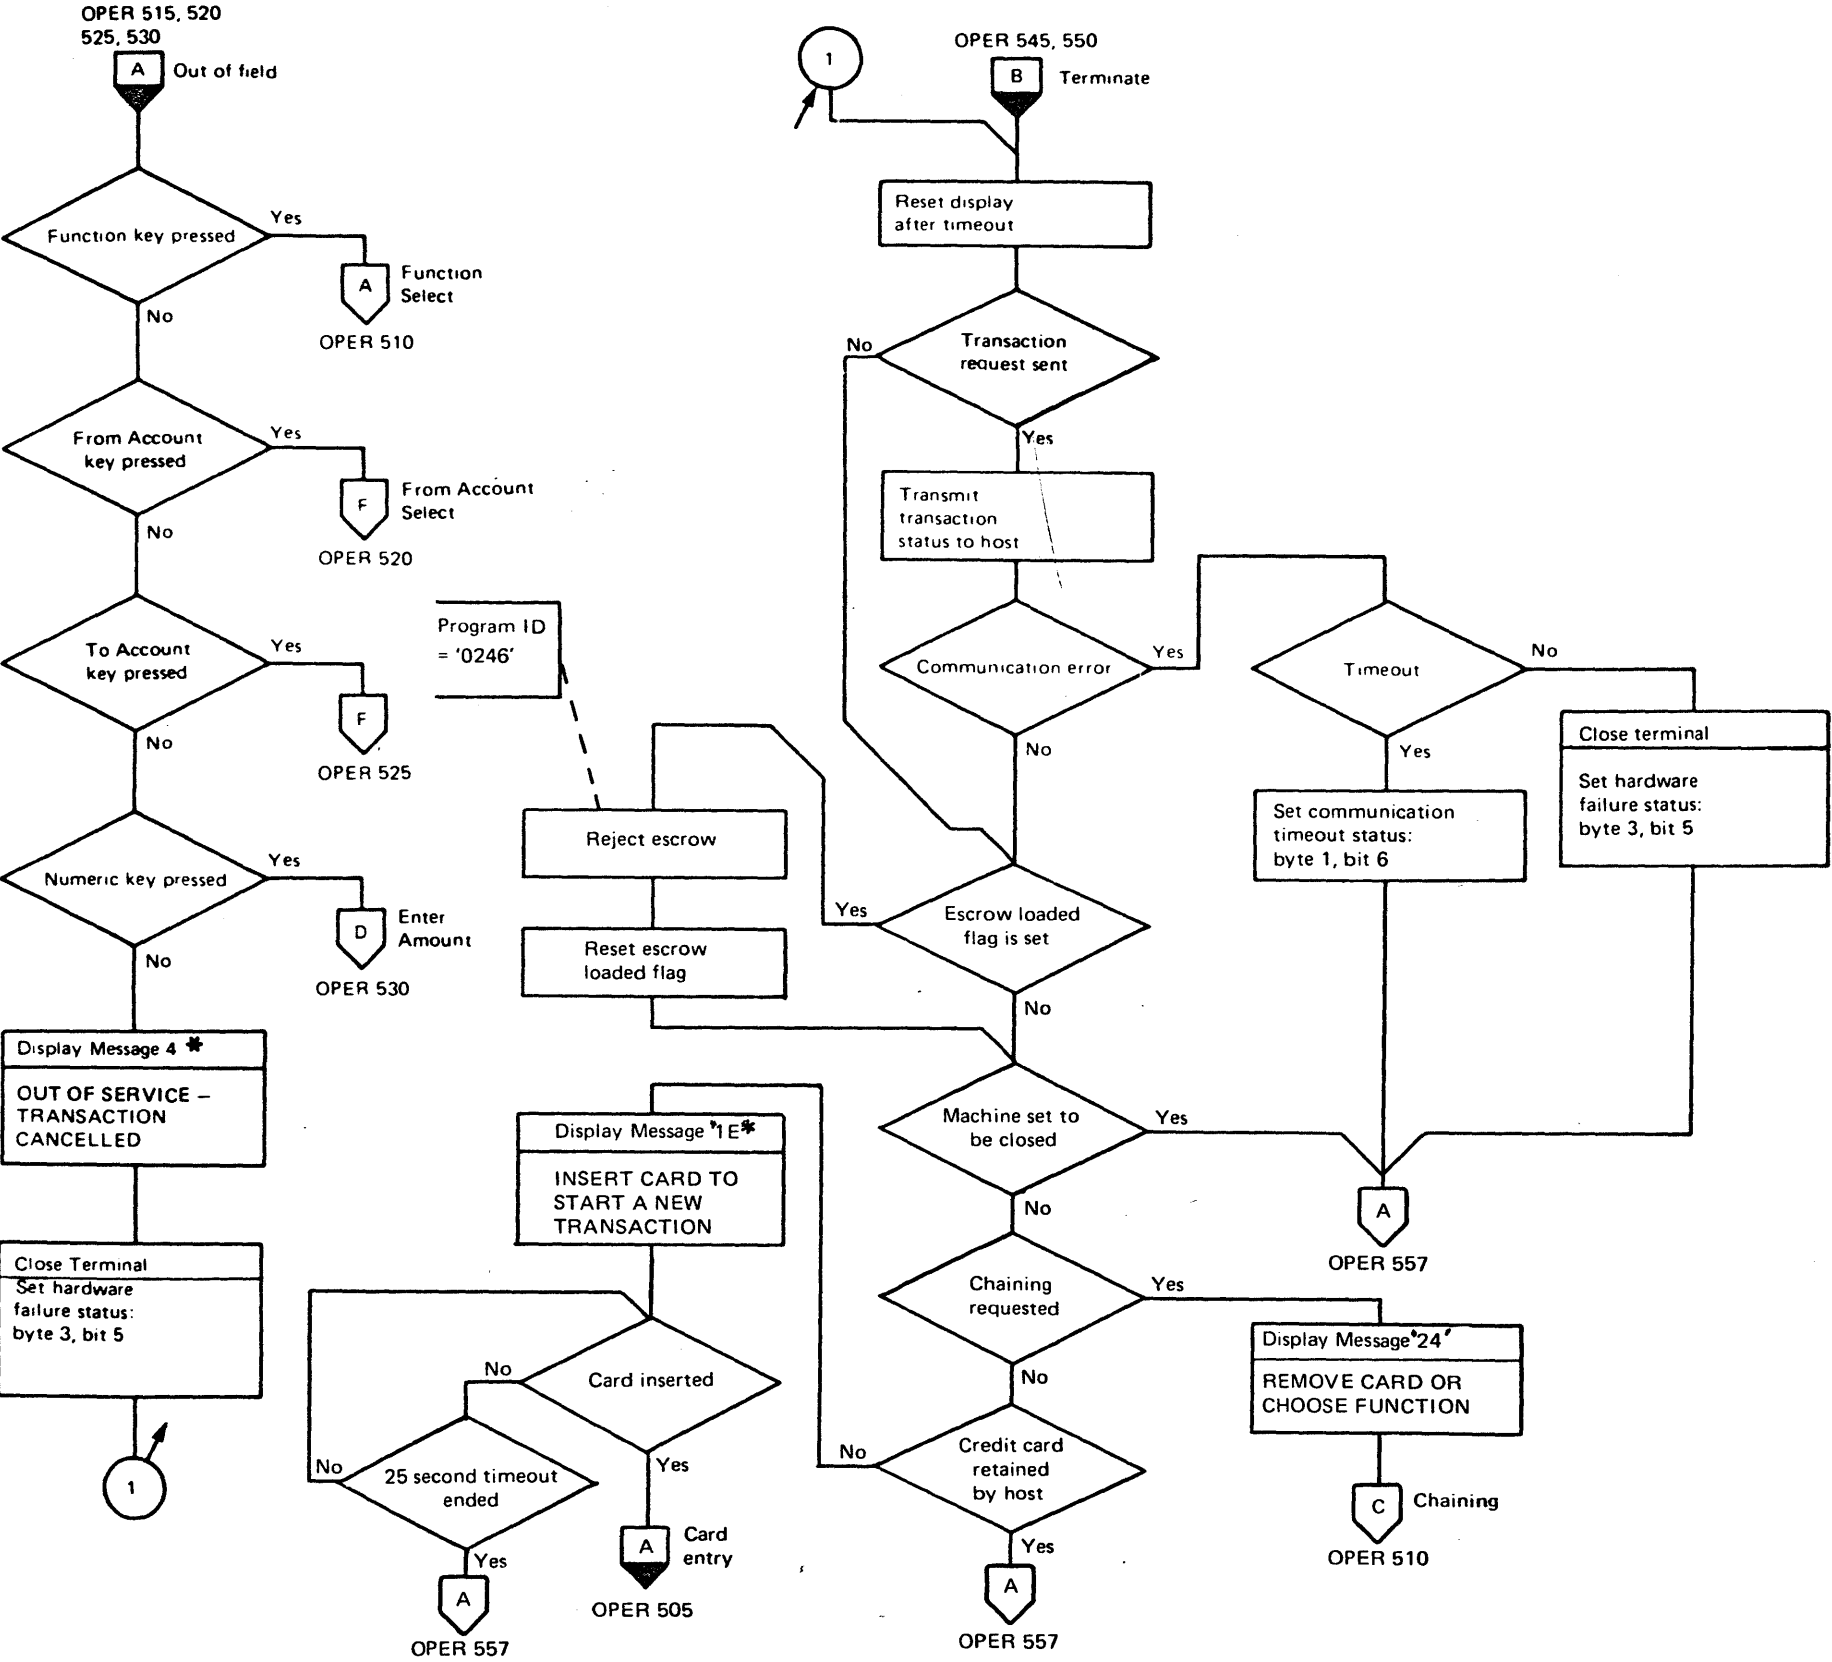 OPER 515, 520
525, 530
A
Out of field
Function key pressed
Yes
A
Function
Select
OPER 510
No
From Account
key pressed
Yes
F
From Account
Select
OPER 520
No
To Account
key pressed
Yes
F
OPER 525
No
Numeric key pressed
Yes
D
Enter
Amount
OPER 530
No
Display Message 4 *
OUT OF SERVICE –
TRANSACTION
CANCELLED
Close Terminal
Set hardware
failure status:
byte 3, bit 5
1
1
OPER 545, 550
B
Terminate
Reset display
after timeout
Transaction
request sent
No
Yes
Transmit
transaction
status to host
Communication error
Yes
No
Timeout
No
Yes
Close terminal
Set hardware
failure status:
byte 3, bit 5
Set communication
timeout status:
byte 1, bit 6
Program ID
= '0246'
Reject escrow
Reset escrow
loaded flag
Escrow loaded
flag is set
Yes
No
Machine set to
be closed
Yes
No
A
OPER 557
Chaining
requested
Yes
No
Display Message '24'
REMOVE CARD OR
CHOOSE FUNCTION
C
Chaining
OPER 510
Credit card
retained
by host
No
Yes
A
OPER 557
Display Message '1E*
INSERT CARD TO
START A NEW
TRANSACTION
Card inserted
No
Yes
A
Card
entry
OPER 505
25 second timeout
ended
No
Yes
A
OPER 557